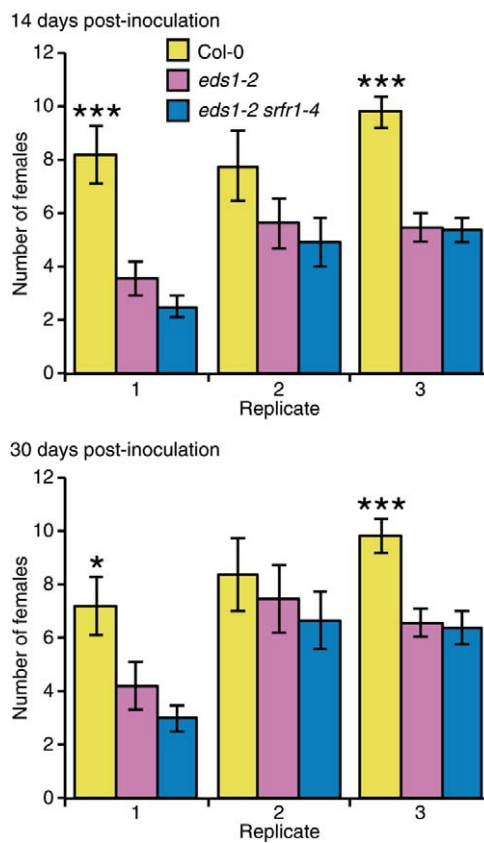 14 days post-inoculation
Col-0
eds1-2
eds1-2 srfr1-4
12
10
8
6
4
2
0
Number of females
***
***
1 2 3
Replicate
30 days post-inoculation
12
10
8
6
4
2
0
Number of females
*
***
1 2 3
Replicate